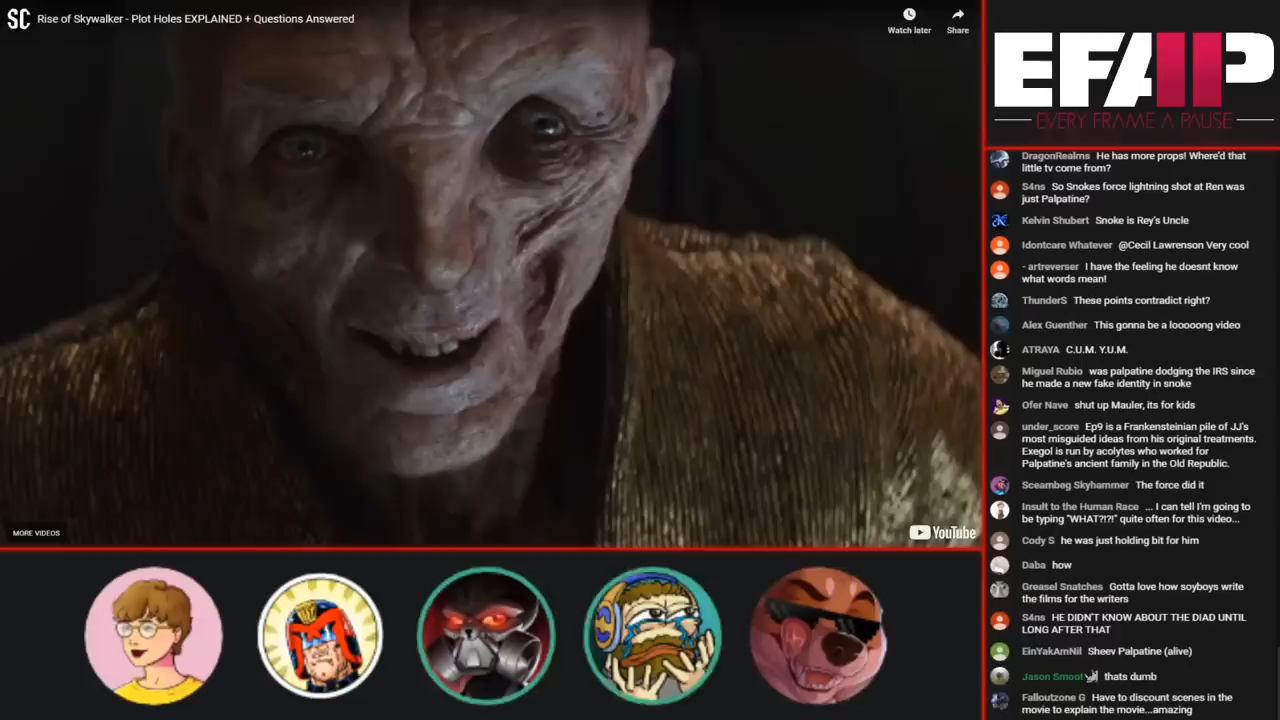 SC Rise of Skywalker - Plot Holes EXPLAINED + Questions Answered
Watch later
Share
MORE VIDEOS
YouTube
EFAP
EVERY FRAME A PAUSE
DragonRealms He has more props! Where'd that
little tv come from?
S4ns So Snokes force lightning shot at Ren was
just Palpatine?
Kelvin Shubert Snoke is Rey's Uncle
Idontcare Whatever @Cecil Lawrenson Very cool
- artreverser I have the feeling he doesnt know
what words mean!
ThunderS These points contradict right?
Alex Guenther This gonna be a looooong video
ATRAYA C.U.M. Y.U.M.
Miguel Rubio was palpatine dodging the IRS since
he made a new fake identity in snoke
Ofer Nave shut up Mauler, its for kids
under_score Ep9 is a Frankensteinian pile of JJ's
most misguided ideas from his original treatments.
Exegol is run by acolytes who worked for
Palpatine's ancient family in the Old Republic.
Sceambeg Skyhammer The force did it
Insult to the Human Race ... I can tell I'm going to
be typing "WHAT?!?!" quite often for this video...
Cody S he was just holding bit for him
Daba how
Greasel Snatches Gotta love how soyboys write
the films for the writers
S4ns HE DIDN'T KNOW ABOUT THE DIAD UNTIL
LONG AFTER THAT
EinYakAmNil Sheev Palpatine (alive)
Jason Smoot thats dumb
Falloutzone G Have to discount scenes in the
movie to explain the movie...amazing